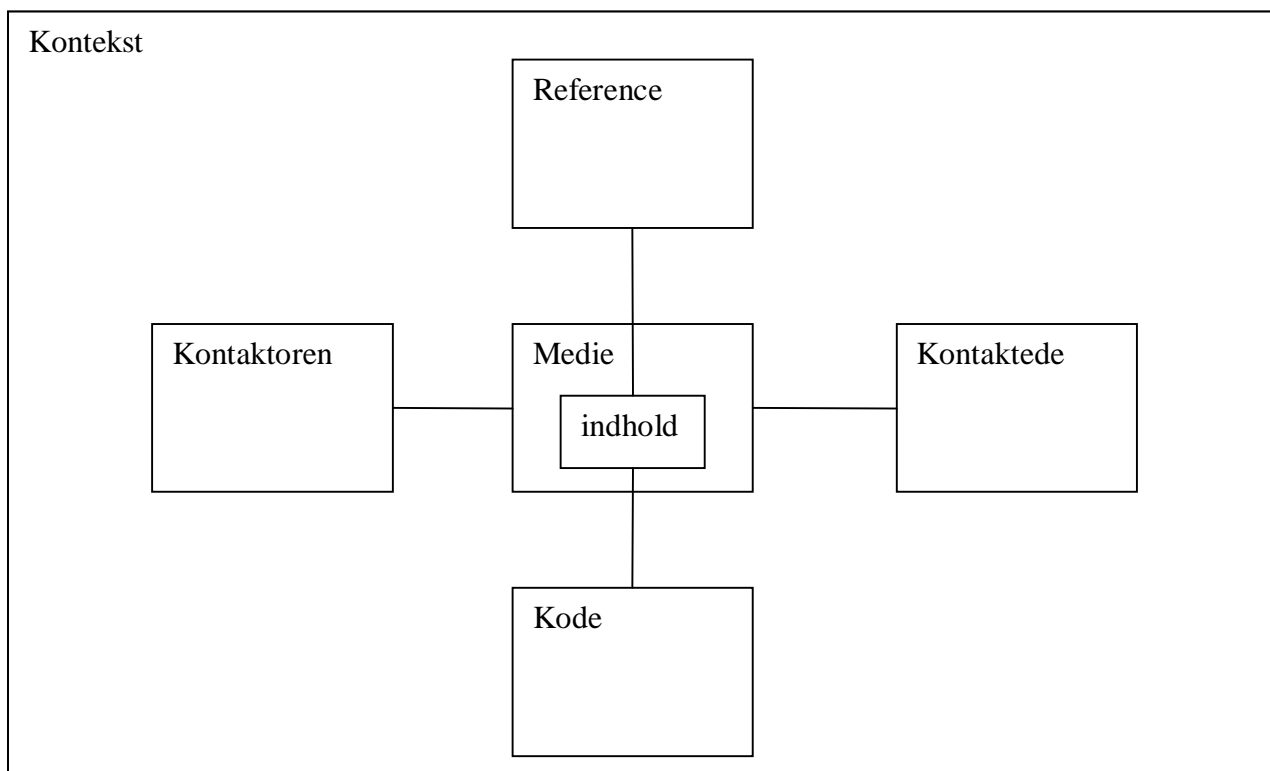 Kontekst
Reference
Kontaktoren
Medie
Kontaktede
indhold
Kode